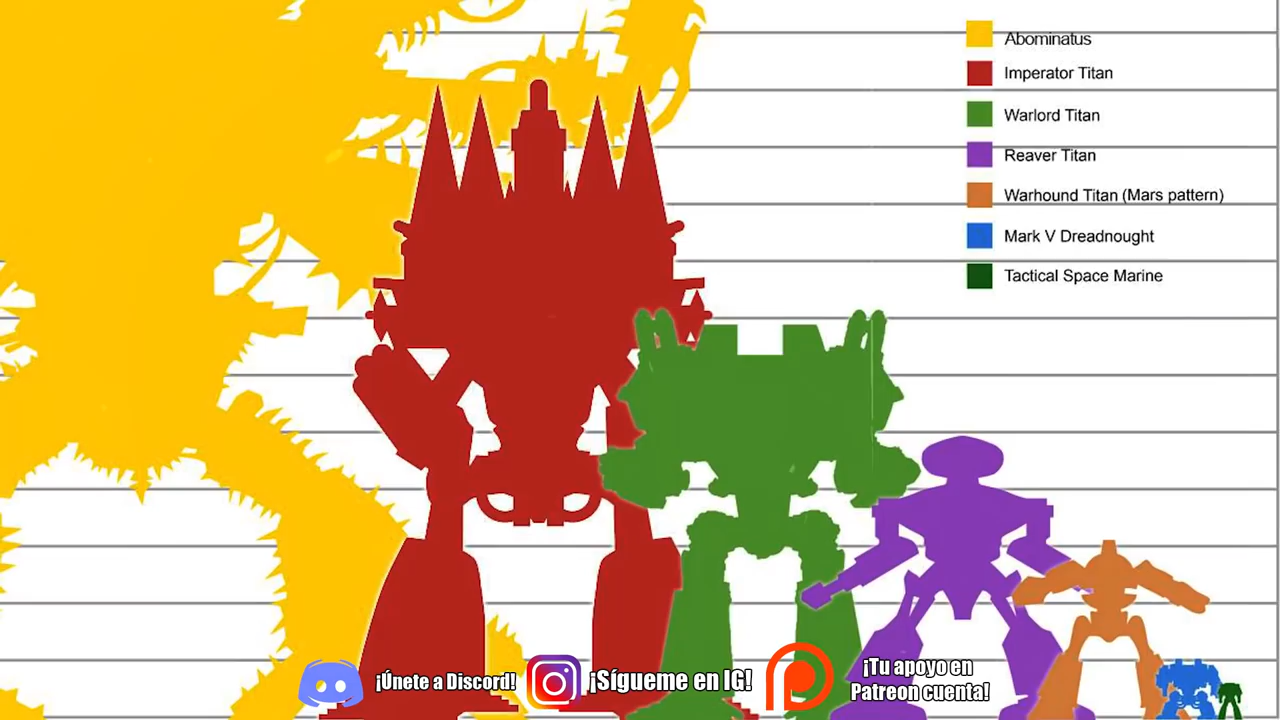 Abominatus
Imperator Titan
Warlord Titan
Reaver Titan
Warhound Titan (Mars pattern)
Mark V Dreadnought
Tactical Space Marine
¡Únete a Discord!
¡Sígueme en IG!
¡Tu apoyo en
Patreon cuenta!